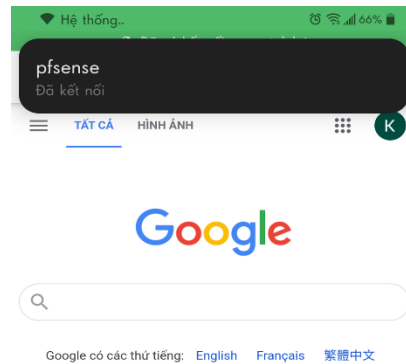 Hệ thống.. 66%
pfsense
Đã kết nối
TẤT CẢ HÌNH ẢNH K
Google
Google có các thứ tiếng: English Français 繁體中文